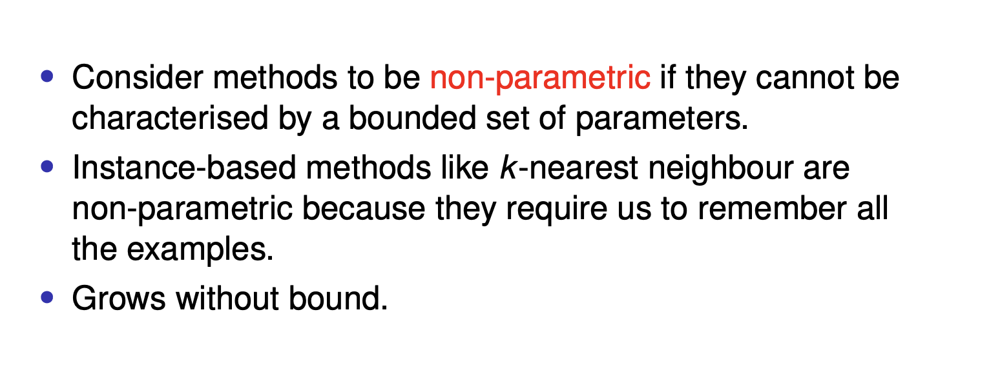 • Consider methods to be non-parametric if they cannot be
characterised by a bounded set of parameters.
• Instance-based methods like k-nearest neighbour are
non-parametric because they require us to remember all
the examples.
• Grows without bound.